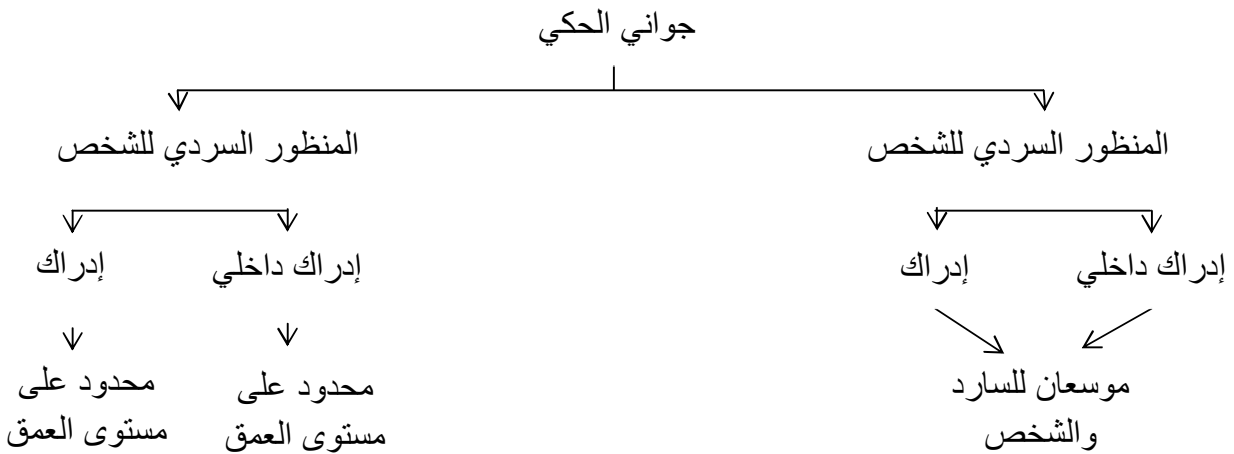 جواني الحكي
المنظور السردي للشخص
المنظور السردي للشخص
إدراك داخلي
إدراك
إدراك داخلي
إدراك
موسعان للسارد
والشخص
محدود على
مستوى العمق
محدود على
مستوى العمق